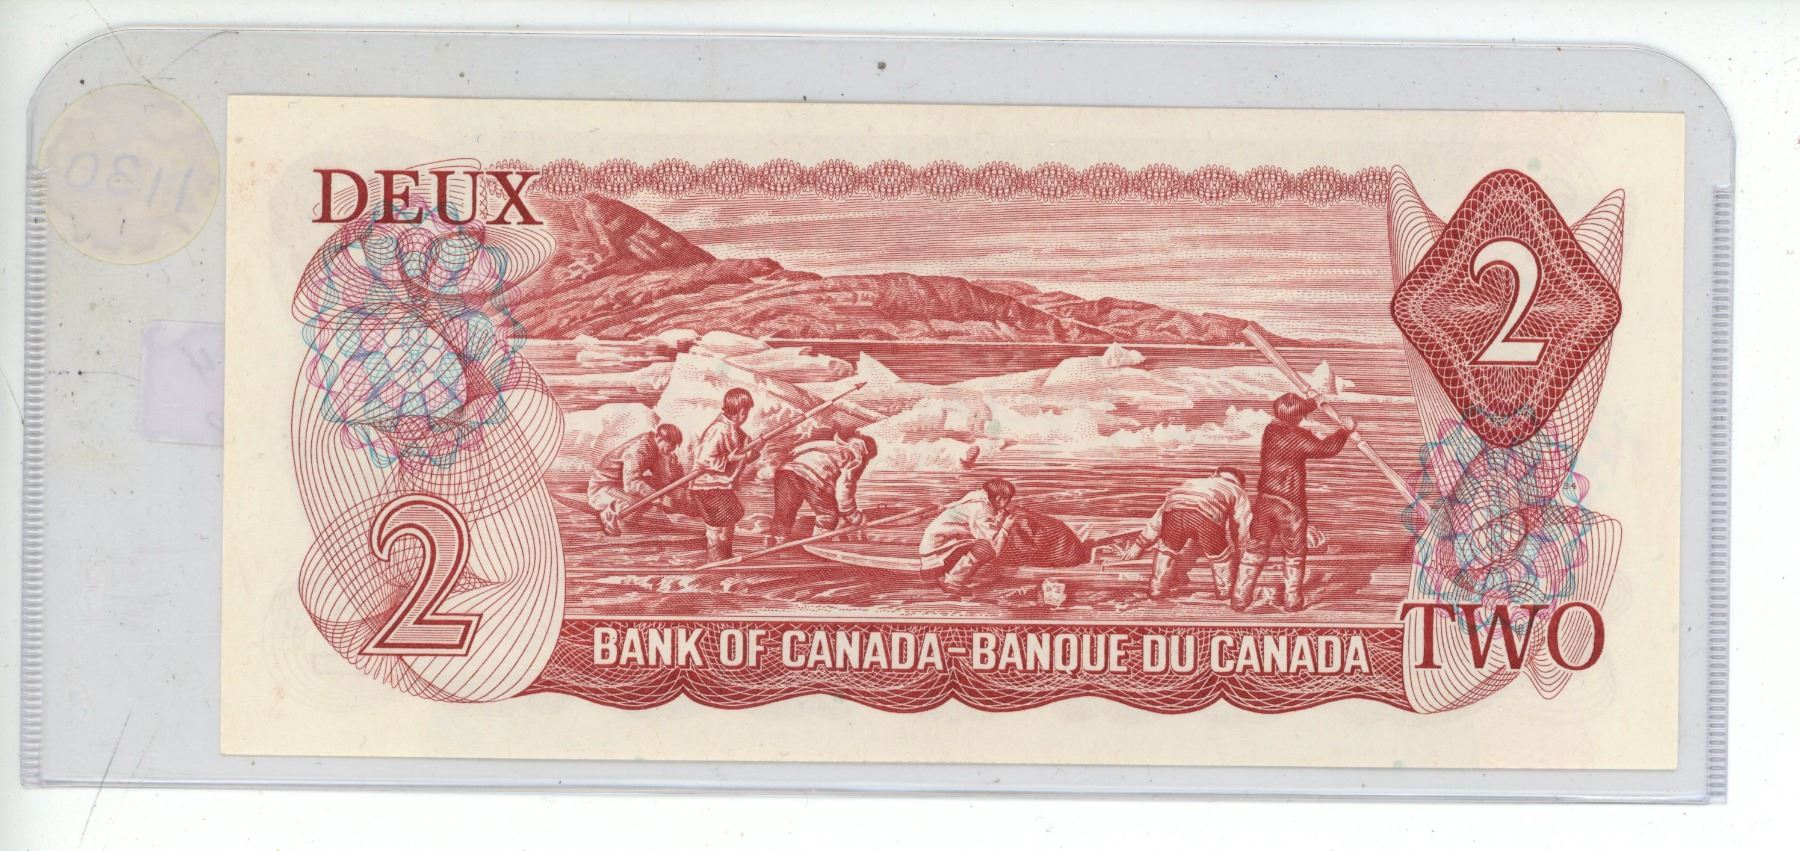 DEUX
2
2
BANK OF CANADA-BANQUE DU CANADA
TWO
1130